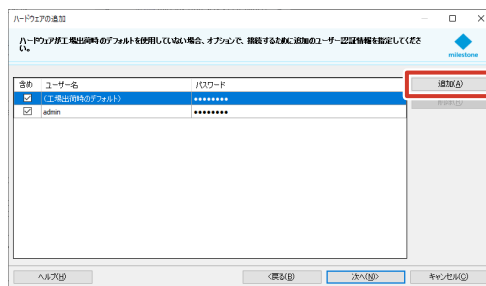 ハードウェアの追加
ハードウェアが工場出荷時のデフォルトを使用していない場合、オプションで、接続するために追加のユーザー認証情報を指定してくださ
い。
milestone
含め ユーザー名 パスワード
追加(A)
(工場出荷時のデフォルト) ••••••••
admin ••••••••
ヘルプ(H) <戻る(B) 次へ(N)> キャンセル(C)